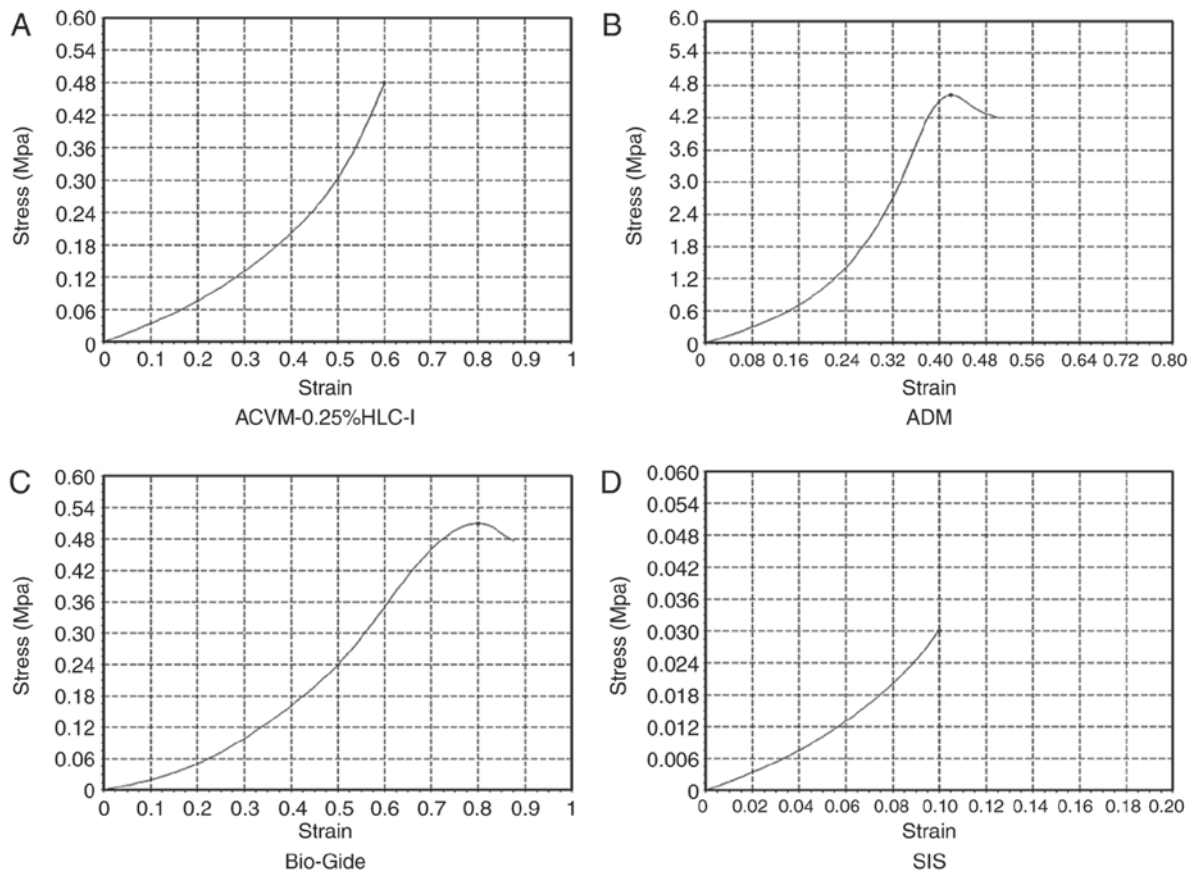 A
0.60
0.54
0.48
0.42
0.36
0.30
0.24
0.18
0.12
0.06
0
Stress (Mpa)
0 0.1 0.2 0.3 0.4 0.5 0.6 0.7 0.8 0.9 1
Strain
ACVM-0.25%HLC-I
B
6.0
5.4
4.8
4.2
3.6
3.0
2.4
1.8
1.2
0.6
0
Stress (Mpa)
0 0.08 0.16 0.24 0.32 0.40 0.48 0.56 0.64 0.72 0.80
Strain
ADM
C
0.60
0.54
0.48
0.42
0.36
0.30
0.24
0.18
0.12
0.06
0
Stress (Mpa)
0 0.1 0.2 0.3 0.4 0.5 0.6 0.7 0.8 0.9 1
Strain
Bio-Gide
D
0.060
0.054
0.048
0.042
0.036
0.030
0.024
0.018
0.012
0.006
0
Stress (Mpa)
0 0.02 0.04 0.06 0.08 0.10 0.12 0.14 0.16 0.18 0.20
Strain
SIS